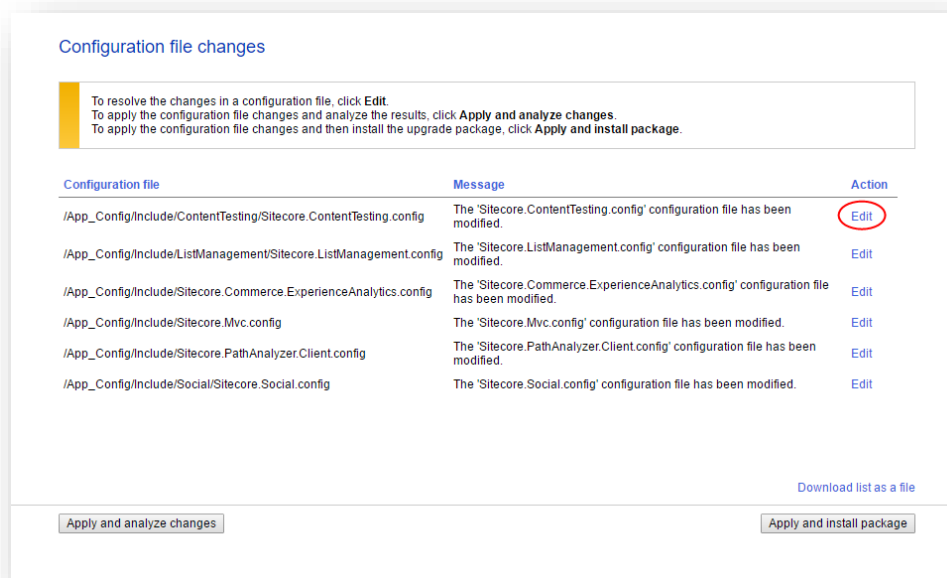 Configuration file changes
To resolve the changes in a configuration file, click Edit.
To apply the configuration file changes and analyze the results, click Apply and analyze changes.
To apply the configuration file changes and then install the upgrade package, click Apply and install package.
Configuration file Message Action
/App_Config/Include/ContentTesting/Sitecore.ContentTesting.config The 'Sitecore.ContentTesting.config' configuration file has been Edit
modified.
/App_Config/Include/ListManagement/Sitecore.ListManagement.config The 'Sitecore.ListManagement.config' configuration file has been Edit
modified.
/App_Config/Include/Sitecore.Commerce.ExperienceAnalytics.config The 'Sitecore.Commerce.ExperienceAnalytics.config' configuration file Edit
has been modified.
/App_Config/Include/Sitecore.Mvc.config The 'Sitecore.Mvc.config' configuration file has been modified. Edit
/App_Config/Include/Sitecore.PathAnalyzer.Client.config The 'Sitecore.PathAnalyzer.Client.config' configuration file has been Edit
modified.
/App_Config/Include/Social/Sitecore.Social.config The 'Sitecore.Social.config' configuration file has been modified. Edit
Download list as a file
Apply and analyze changes Apply and install package